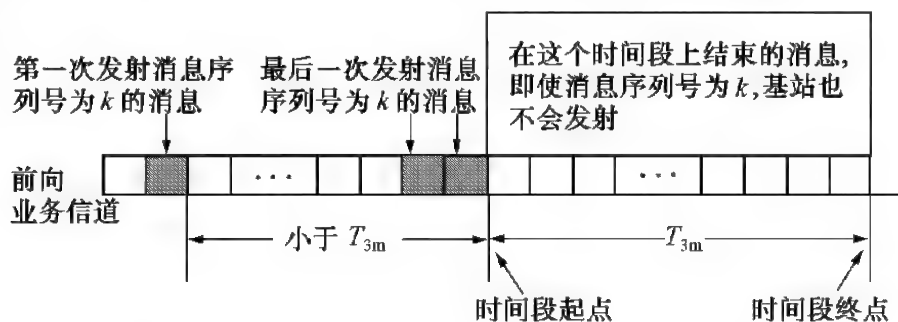 第一次发射消息序
列号为 k 的消息
最后一次发射消息
序列号为 k 的消息
在这个时间段上结束的消息,
即使消息序列号为 k,基站也
不会发射
前向
业务信道
···
···
小于 T3m
T3m
时间段起点
时间段终点